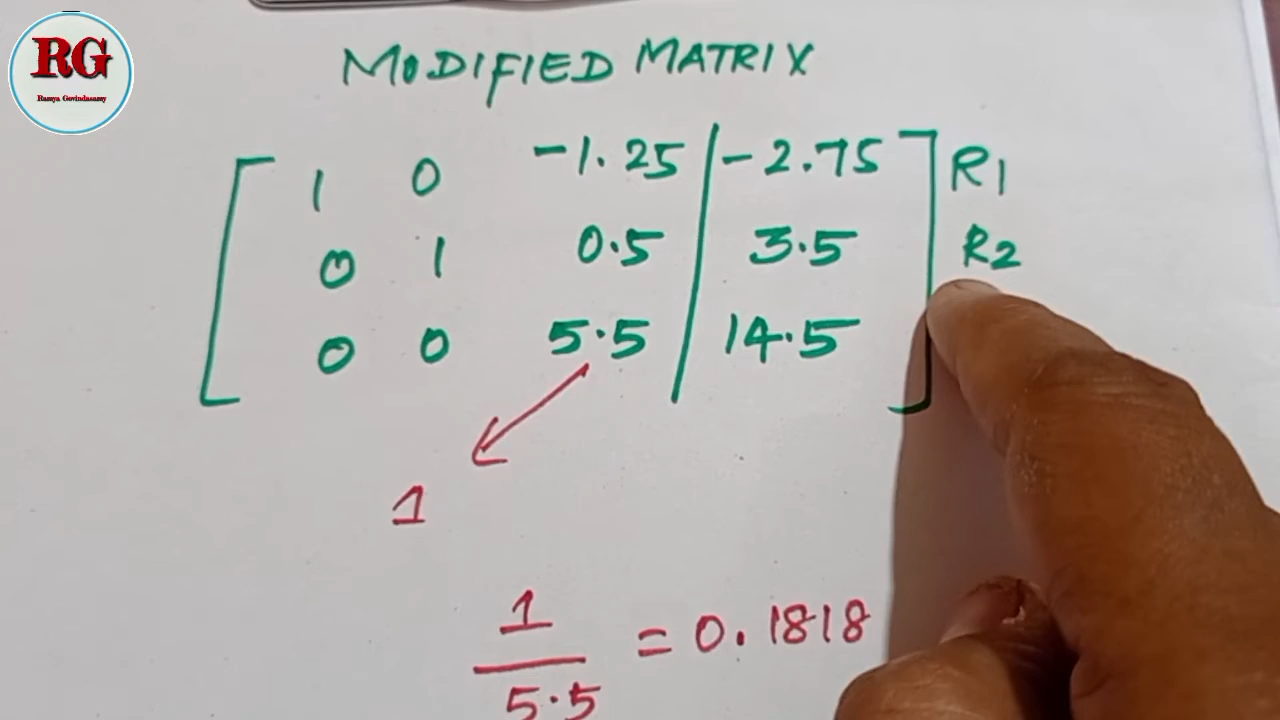 RG
Ramya Govindasamy
MODIFIED MATRIX
1 0 -1.25 -2.75 R1
0 1 0.5 3.5 R2
0 0 5.5 14.5
1
1
= 0.1818
5.5